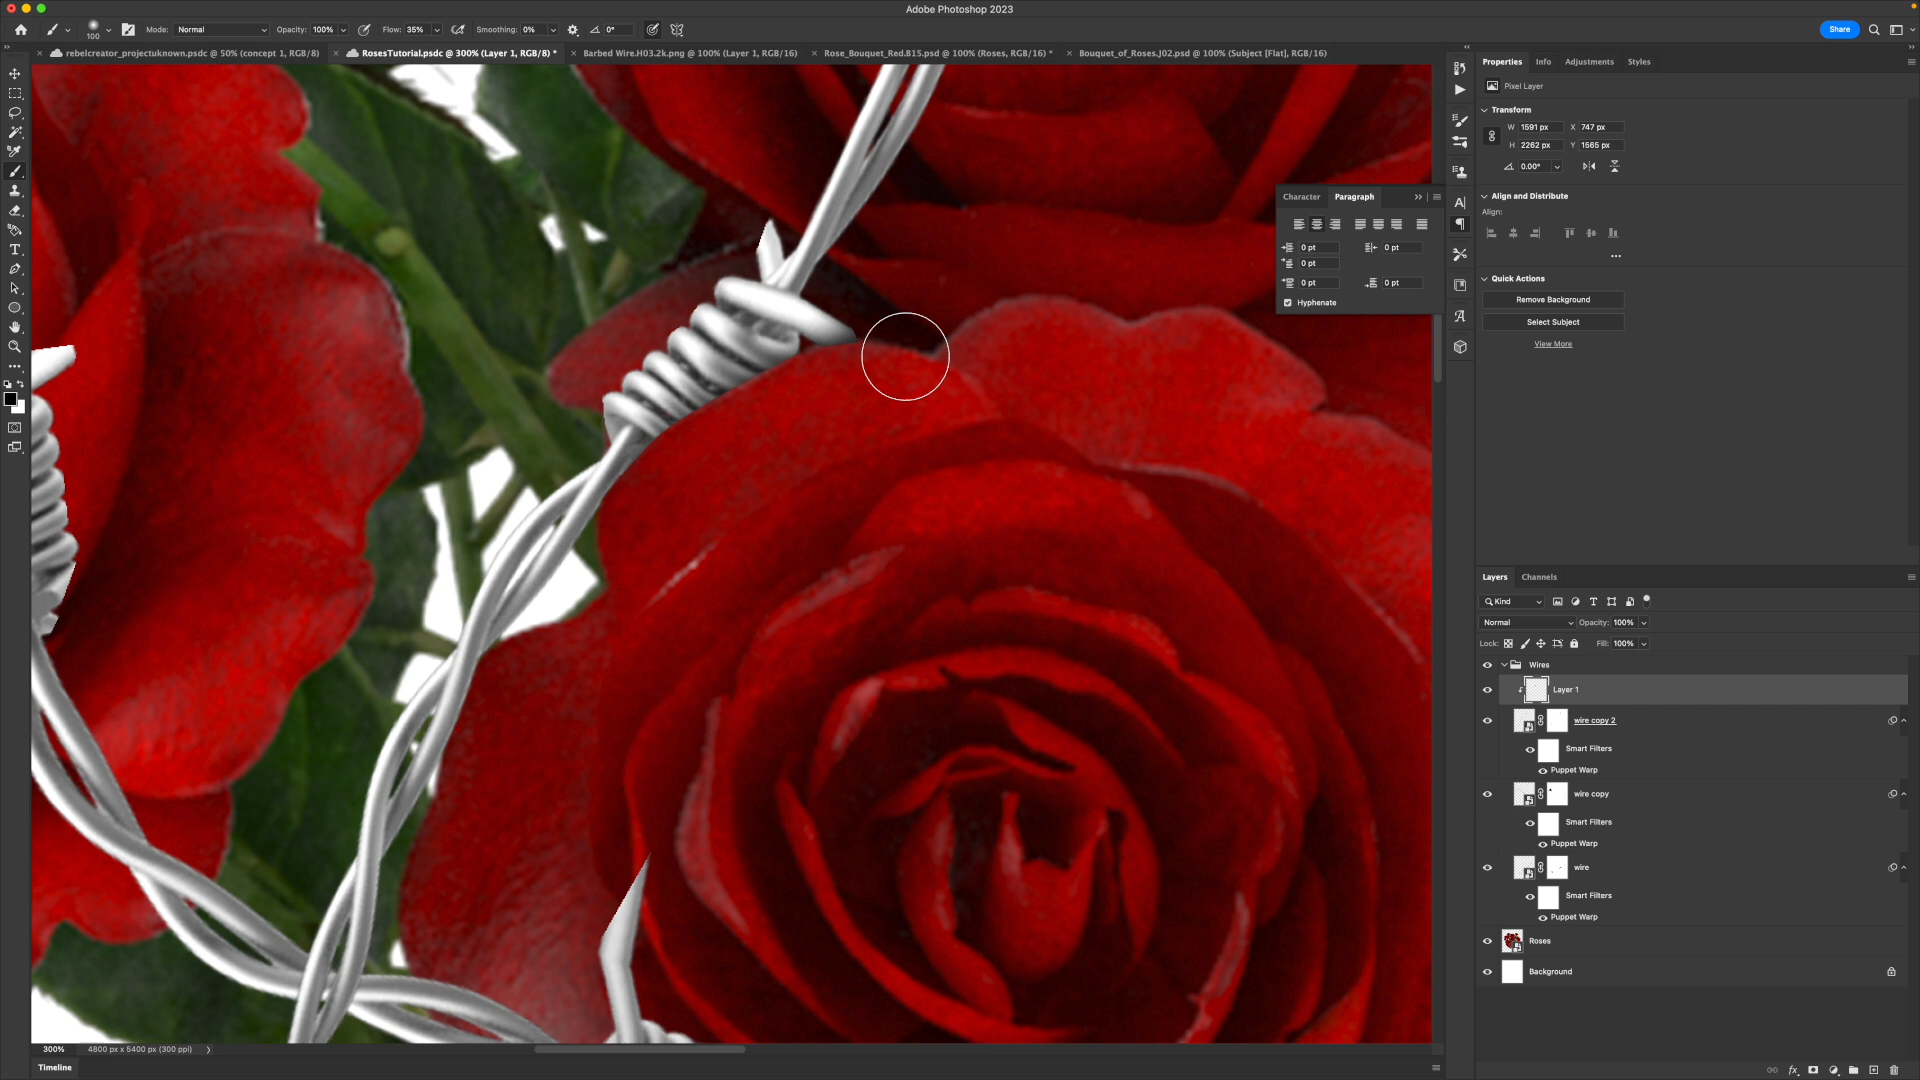 Adobe Photoshop 2023
100 Mode: Normal Opacity: 100% Flow: 35% Smoothing: 0% 0° Share
rebelcreator_projectuknown.psdc @ 50% (concept 1, RGB/8) RosesTutorial.psdc @ 300% (Layer 1, RGB/8) * Barbed Wire.H03.2k.png @ 100% (Layer 1, RGB/16) Rose_Bouquet_Red.B15.psd @ 100% (Roses, RGB/16) * Bouquet_of_Roses.J02.psd @ 100% (Subject [Flat], RGB/16)
Properties Info Adjustments Styles
Pixel Layer
Transform
W 1591 px X 747 px
H 2262 px Y 1565 px
0.00°
Align and Distribute
Align:
Quick Actions
Remove Background
Select Subject
View More
Character Paragraph
0 pt 0 pt
0 pt
0 pt 0 pt
Hyphenate
Layers Channels
Kind
Normal Opacity: 100%
Lock: Fill: 100%
Wires
Layer 1
wire copy 2
Smart Filters
Puppet Warp
wire copy
Smart Filters
Puppet Warp
wire
Smart Filters
Puppet Warp
Roses
Background
300% 4800 px x 5400 px (300 ppi)
Timeline